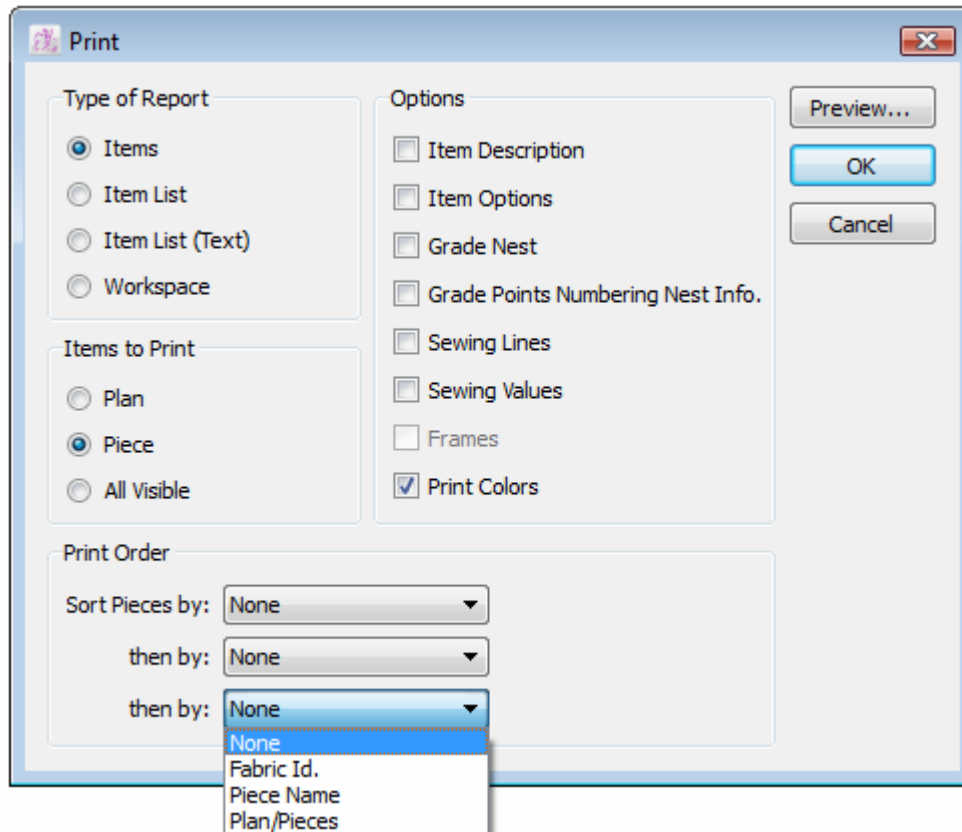 Print
Type of Report
Items
Item List
Item List (Text)
Workspace
Items to Print
Plan
Piece
All Visible
Options
Item Description
Item Options
Grade Nest
Grade Points Numbering Nest Info.
Sewing Lines
Sewing Values
Frames
Print Colors
Preview...
OK
Cancel
Print Order
Sort Pieces by: None
then by: None
then by: None
None
Fabric Id.
Piece Name
Plan/Pieces